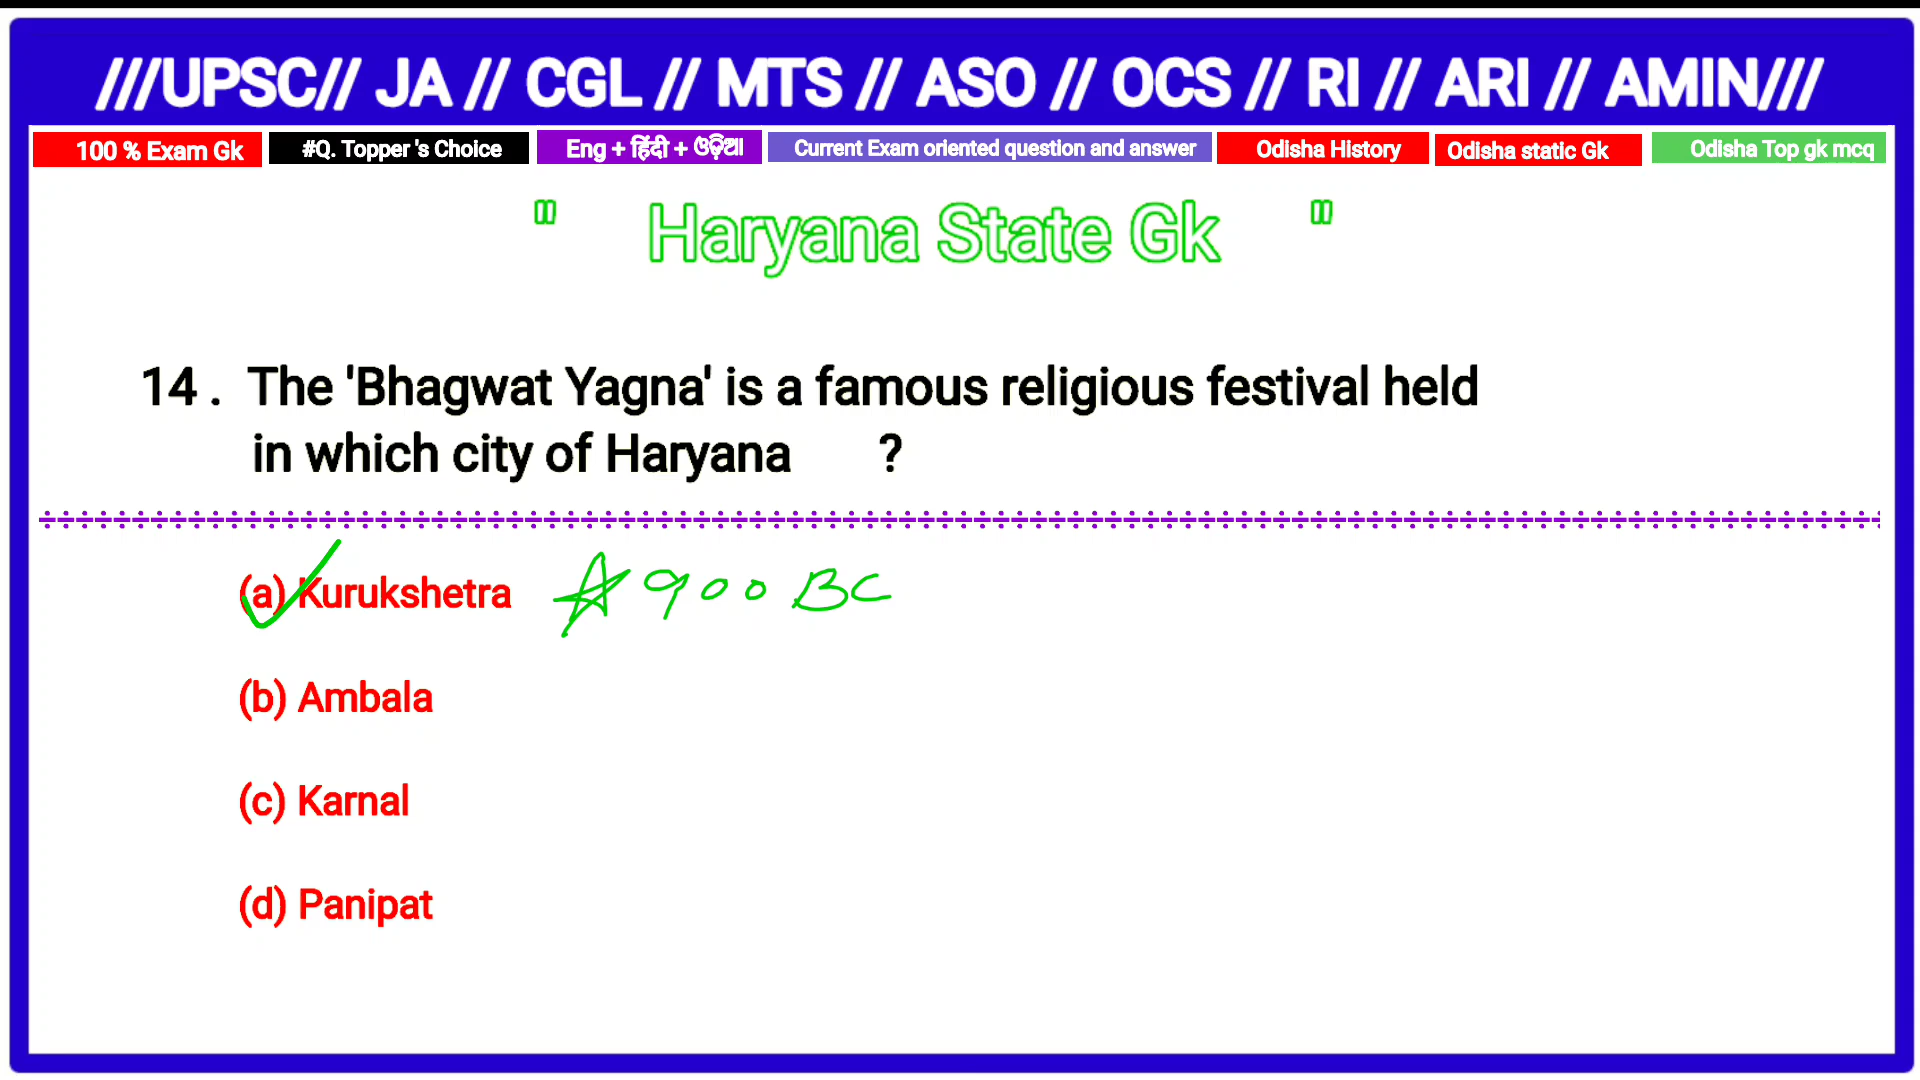 ///UPSC// JA // CGL // MTS // ASO // OCS // RI // ARI // AMIN///
100 % Exam Gk #Q. Topper 's Choice Eng + हिंदी + ଓଡ଼ିଆ Current Exam oriented question and answer Odisha History Odisha static Gk Odisha Top gk mcq
" Haryana State Gk "
14 . The 'Bhagwat Yagna' is a famous religious festival held
in which city of Haryana ?
(a) Kurukshetra 900 BC
(b) Ambala
(c) Karnal
(d) Panipat